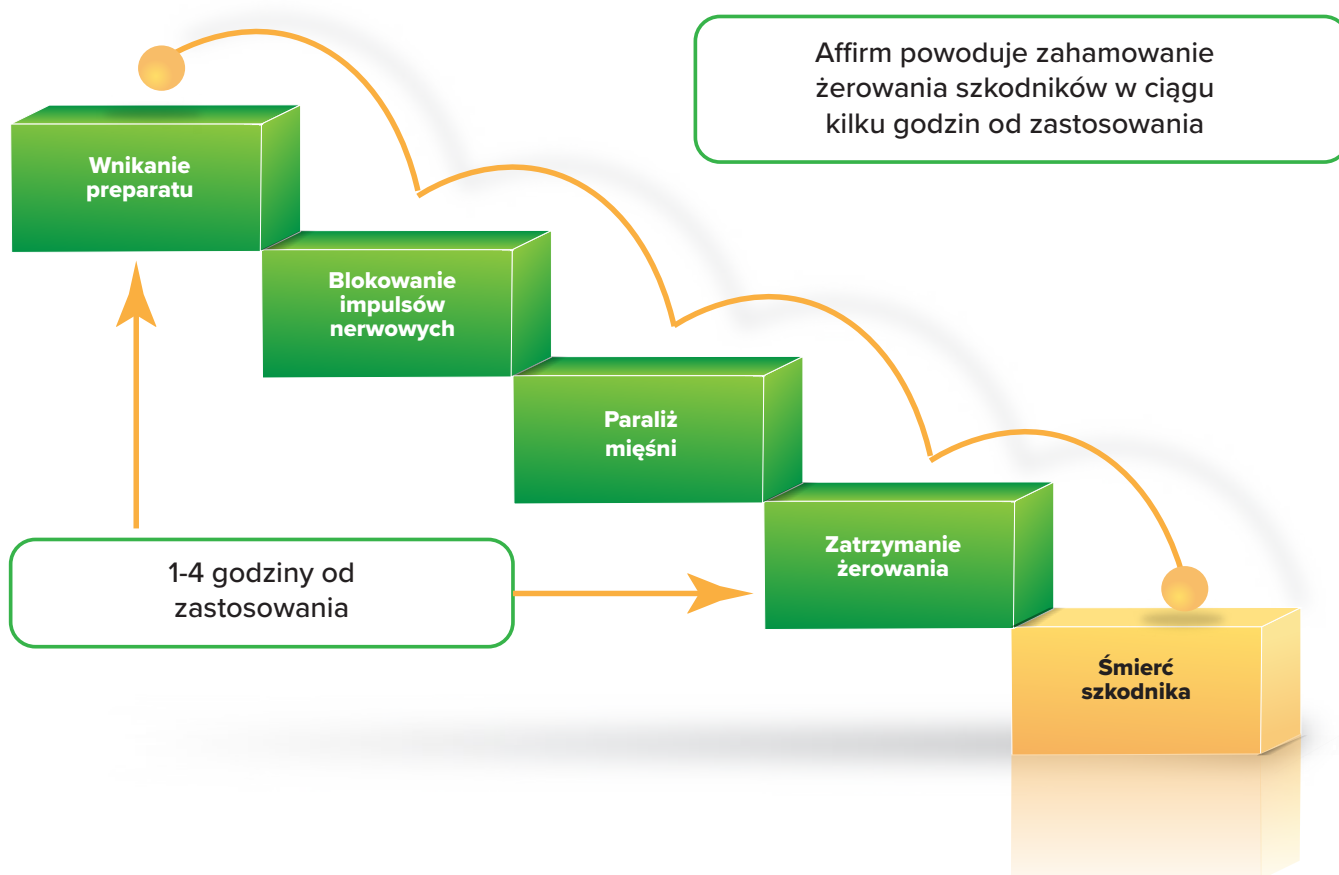 Affirm powoduje zahamowanie
żerowania szkodników w ciągu
kilku godzin od zastosowania
Wnikanie
preparatu
Blokowanie
impulsów
nerwowych
Paraliż
mięśni
Zatrzymanie
żerowania
1-4 godziny od
zastosowania
Śmierć
szkodnika